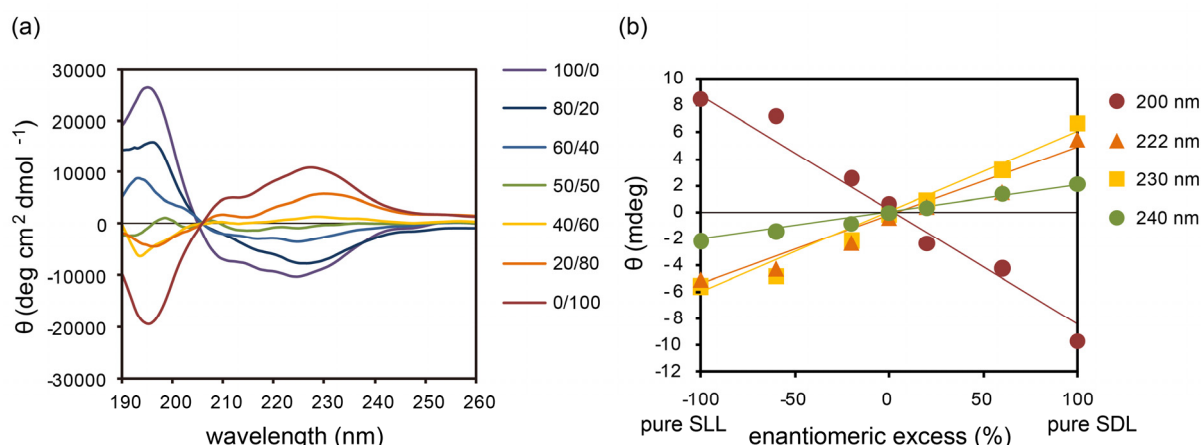 (a)
30000
20000
10000
0
-10000
-20000
-30000
θ (deg cm² dmol ⁻¹)
190 200 210 220 230 240 250 260
wavelength (nm)
100/0
80/20
60/40
50/50
40/60
20/80
0/100
(b)
10
8
6
4
2
0
-2
-4
-6
-8
-10
-12
θ (mdeg)
-100 -50 0 50 100
pure SLL pure SDL
enantiomeric excess (%)
200 nm
222 nm
230 nm
240 nm